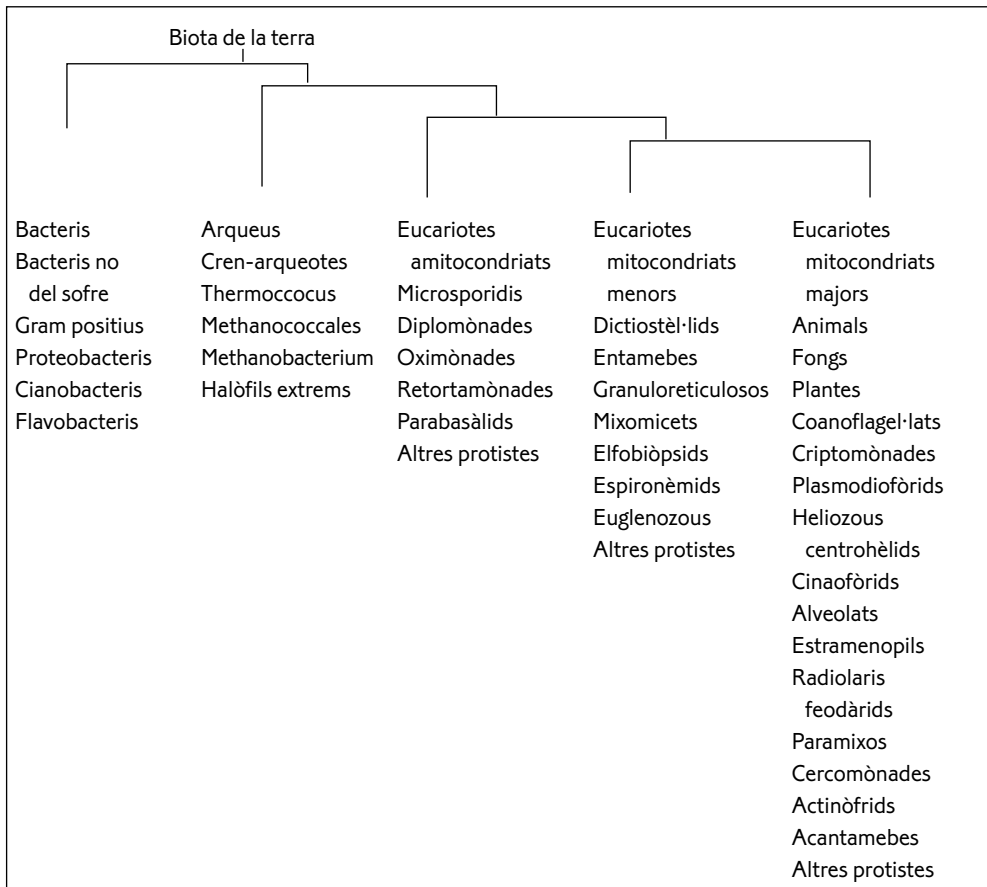 Biota de la terra
Bacteris
Bacteris no
del sofre
Gram positius
Proteobacteris
Cianobacteris
Flavobacteris
Arqueus
Cren-arqueotes
Thermoccocus
Methanococcales
Methanobacterium
Halòfils extrems
Eucariotes
amitocondriats
Microsporidis
Diplomònades
Oximònades
Retortamònades
Parabasàlids
Altres protistes
Eucariotes
mitocondriats
menors
Dictiostèl·lids
Entamebes
Granuloreticulosos
Mixomicets
Elfobiòpsids
Espironèmids
Euglenozous
Altres protistes
Eucariotes
mitocondriats
majors
Animals
Fongs
Plantes
Coanoflagel·lats
Criptomònades
Plasmodiofòrids
Heliozous
centrohèlids
Cinaofòrids
Alveolats
Estramenopils
Radiolaris
feodàrids
Paramixos
Cercomònades
Actinòfrids
Acantamebes
Altres protistes